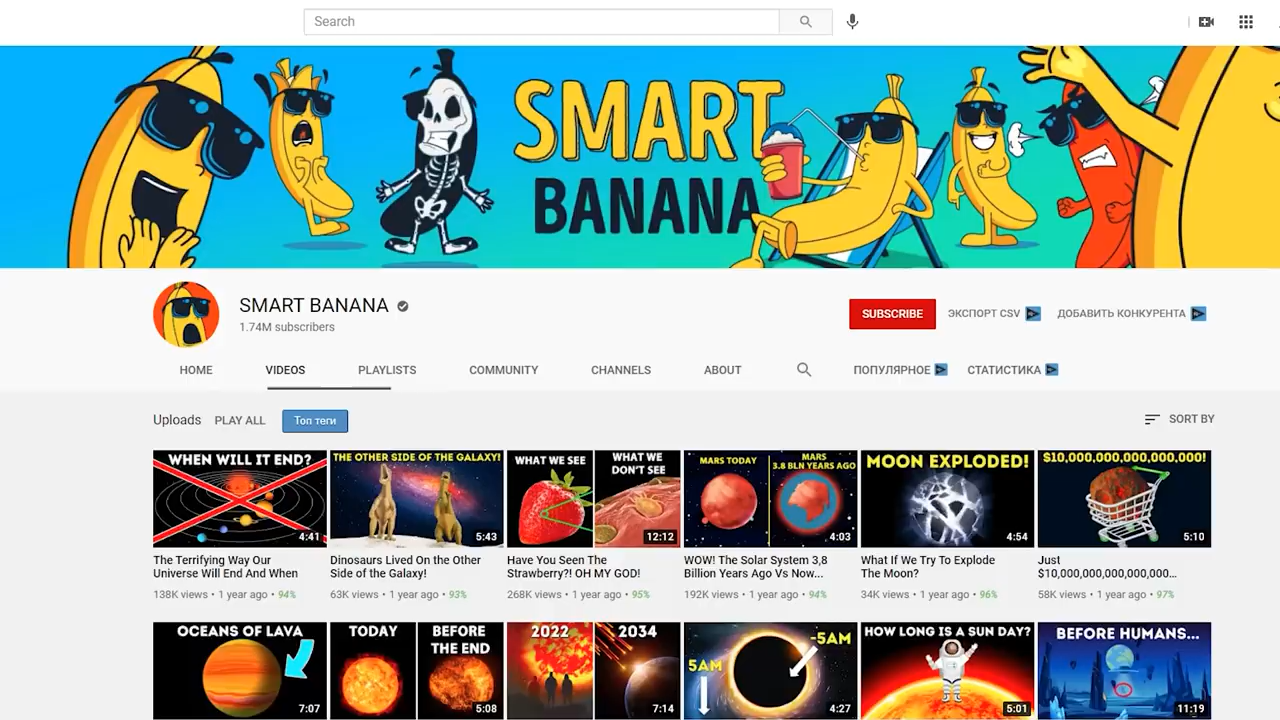 Search
SMART
BANANA
SMART BANANA
1.74M subscribers
SUBSCRIBE
ЭКСПОРТ CSV
ДОБАВИТЬ КОНКУРЕНТА
HOME
VIDEOS
PLAYLISTS
COMMUNITY
CHANNELS
ABOUT
ПОПУЛЯРНОЕ
СТАТИСТИКА
Uploads
PLAY ALL
Топ теги
SORT BY
WHEN WILL IT END?
4:41
The Terrifying Way Our
Universe Will End And When
138K views • 1 year ago • 94%
THE OTHER SIDE OF THE GALAXY!
5:43
Dinosaurs Lived On the Other
Side of the Galaxy!
63K views • 1 year ago • 93%
WHAT WE SEE
WHAT WE
DON'T SEE
12:12
Have You Seen The
Strawberry?! OH MY GOD!
268K views • 1 year ago • 95%
MARS TODAY
MARS
3.8 BLN YEARS AGO
4:03
WOW! The Solar System 3,8
Billion Years Ago Vs Now...
192K views • 1 year ago • 94%
MOON EXPLODED!
4:54
What If We Try To Explode
The Moon?
34K views • 1 year ago • 96%
$10,000,000,000,000,000!
5:10
Just
$10,000,000,000,000,000...
58K views • 1 year ago • 97%
OCEANS OF LAVA
7:07
TODAY
BEFORE
THE END
5:08
2022
2034
7:14
5AM
-5AM
4:27
HOW LONG IS A SUN DAY?
5:01
BEFORE HUMANS...
11:19